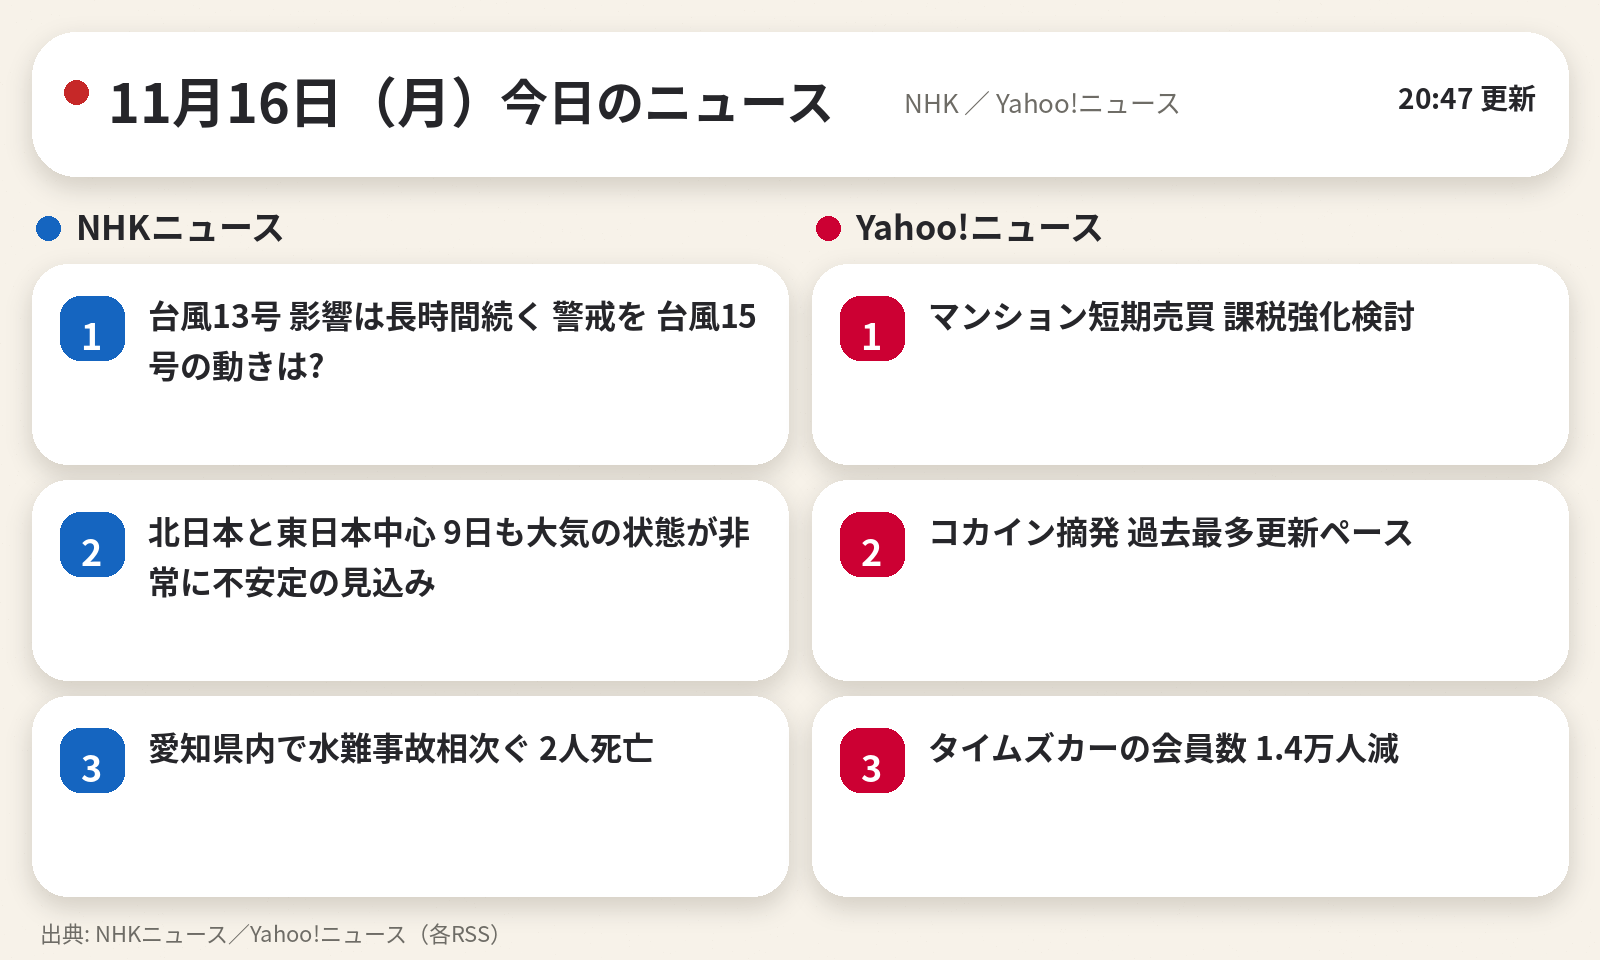 11月16日（月）今日のニュース
NHK ／ Yahoo!ニュース
20:47 更新
NHKニュース
1
台風13号 影響は長時間続く 警戒を 台風15
号の動きは?
2
北日本と東日本中心 9日も大気の状態が非
常に不安定の見込み
3
愛知県内で水難事故相次ぐ 2人死亡
Yahoo!ニュース
1
マンション短期売買 課税強化検討
2
コカイン摘発 過去最多更新ペース
3
タイムズカーの会員数 1.4万人減
出典: NHKニュース／Yahoo!ニュース（各RSS）